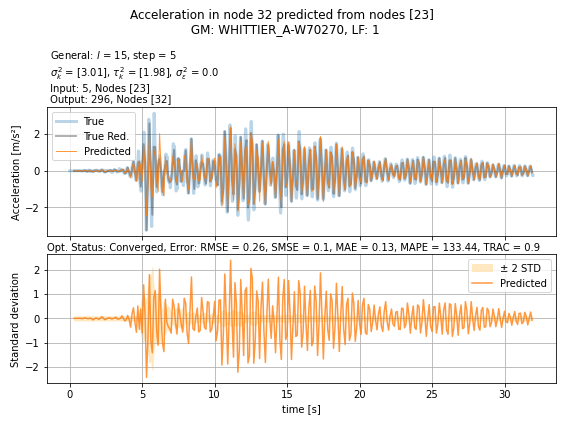 Acceleration in node 32 predicted from nodes [23]
GM: WHITTIER_A-W70270, LF: 1
General: l = 15, step = 5
σ²ₖ = [3.01], τ²ₖ = [1.98], σ²ε = 0.0
Input: 5, Nodes [23]
Output: 296, Nodes [32]
Acceleration [m/s²]
2
0
−2
True
True Red.
Predicted
Opt. Status: Converged, Error: RMSE = 0.26, SMSE = 0.1, MAE = 0.13, MAPE = 133.44, TRAC = 0.9
Standard deviation
2
1
0
−1
−2
± 2 STD
Predicted
0 5 10 15 20 25 30
time [s]